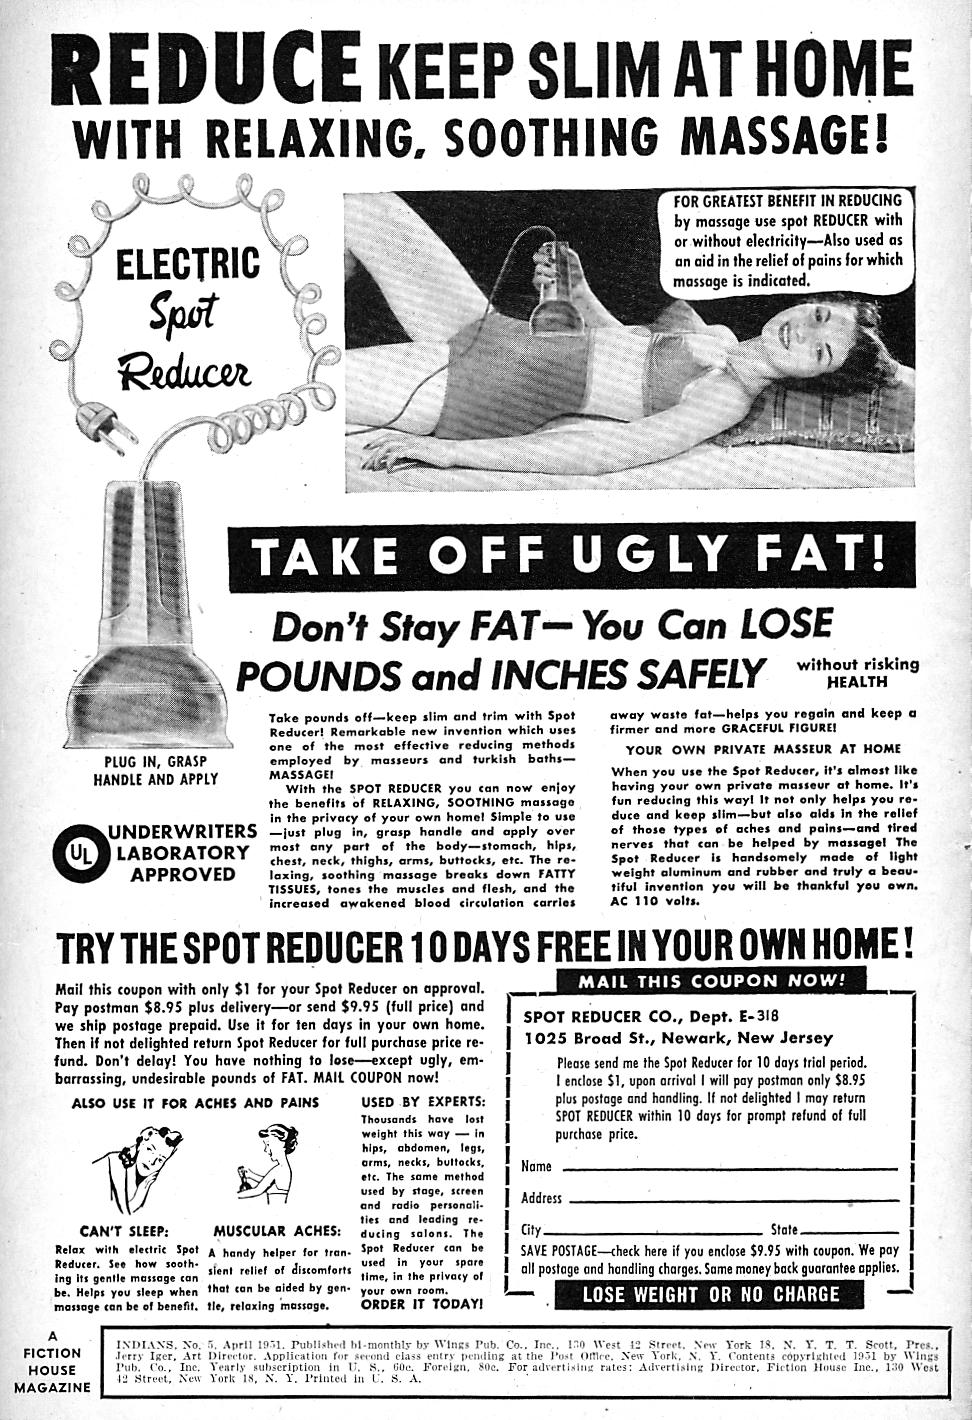 REDUCE KEEP SLIM AT HOME
WITH RELAXING, SOOTHING MASSAGE!
ELECTRIC
Spot
Reducer
FOR GREATEST BENEFIT IN REDUCING
by massage use spot REDUCER with
or without electricity—Also used as
an aid in the relief of pains for which
massage is indicated.
TAKE OFF UGLY FAT!
Don't Stay FAT—You Can LOSE
POUNDS and INCHES SAFELY
without risking
HEALTH
PLUG IN, GRASP
HANDLE AND APPLY
UL
UNDERWRITERS
LABORATORY
APPROVED
Take pounds off—keep slim and trim with Spot
Reducer! Remarkable new invention which uses
one of the most effective reducing methods
employed by masseurs and turkish baths—
MASSAGE!
With the SPOT REDUCER you can now enjoy
the benefits of RELAXING, SOOTHING massage
in the privacy of your own home! Simple to use
—just plug in, grasp handle and apply over
most any part of the body—stomach, hips,
chest, neck, thighs, arms, buttocks, etc. The re-
laxing, soothing massage breaks down FATTY
TISSUES, tones the muscles and flesh, and the
increased awakened blood circulation carries
away waste fat—helps you regain and keep a
firmer and more GRACEFUL FIGURE!
YOUR OWN PRIVATE MASSEUR AT HOME
When you use the Spot Reducer, it's almost like
having your own private masseur at home. It's
fun reducing this way! It not only helps you re-
duce and keep slim—but also aids in the relief
of those types of aches and pains—and tired
nerves that can be helped by massage! The
Spot Reducer is handsomely made of light
weight aluminum and rubber and truly a beau-
tiful invention you will be thankful you own.
AC 110 volts.
TRY THE SPOT REDUCER 10 DAYS FREE IN YOUR OWN HOME!
Mail this coupon with only $1 for your Spot Reducer on approval.
Pay postman $8.95 plus delivery—or send $9.95 (full price) and
we ship postage prepaid. Use it for ten days in your own home.
Then if not delighted return Spot Reducer for full purchase price re-
fund. Don't delay! You have nothing to lose—except ugly, em-
barrassing, undesirable pounds of FAT. MAIL COUPON now!
ALSO USE IT FOR ACHES AND PAINS
CAN'T SLEEP:
Relax with electric Spot
Reducer. See how sooth-
ing its gentle massage can
be. Helps you sleep when
massage can be of benefit.
MUSCULAR ACHES:
A handy helper for tran-
sient relief of discomforts
that can be aided by gen-
tle, relaxing massage.
USED BY EXPERTS:
Thousands have lost
weight this way — in
hips, abdomen, legs,
arms, necks, buttocks,
etc. The same method
used by stage, screen
and radio personali-
ties and leading re-
ducing salons. The
Spot Reducer can be
used in your spare
time, in the privacy of
your own room.
ORDER IT TODAY!
MAIL THIS COUPON NOW!
SPOT REDUCER CO., Dept. E-318
1025 Broad St., Newark, New Jersey
Please send me the Spot Reducer for 10 days trial period.
I enclose $1, upon arrival I will pay postman only $8.95
plus postage and handling. If not delighted I may return
SPOT REDUCER within 10 days for prompt refund of full
purchase price.
Name
Address
City State
SAVE POSTAGE—check here if you enclose $9.95 with coupon. We pay
all postage and handling charges. Same money back guarantee applies.
LOSE WEIGHT OR NO CHARGE
A
FICTION
HOUSE
MAGAZINE
INDIANS, No. 5, April 1951. Published bi-monthly by Wings Pub. Co., Inc., 130 West 42 Street, New York 18, N. Y. T. T. Scott, Pres.,
Jerry Iger, Art Director. Application for second class entry pending at the Post Office, New York, N. Y. Contents copyrighted 1951 by Wings
Pub. Co., Inc. Yearly subscription in U. S., 60c. Foreign, 80c. For advertising rates: Advertising Director, Fiction House Inc., 130 West
42 Street, New York 18, N. Y. Printed in U. S. A.